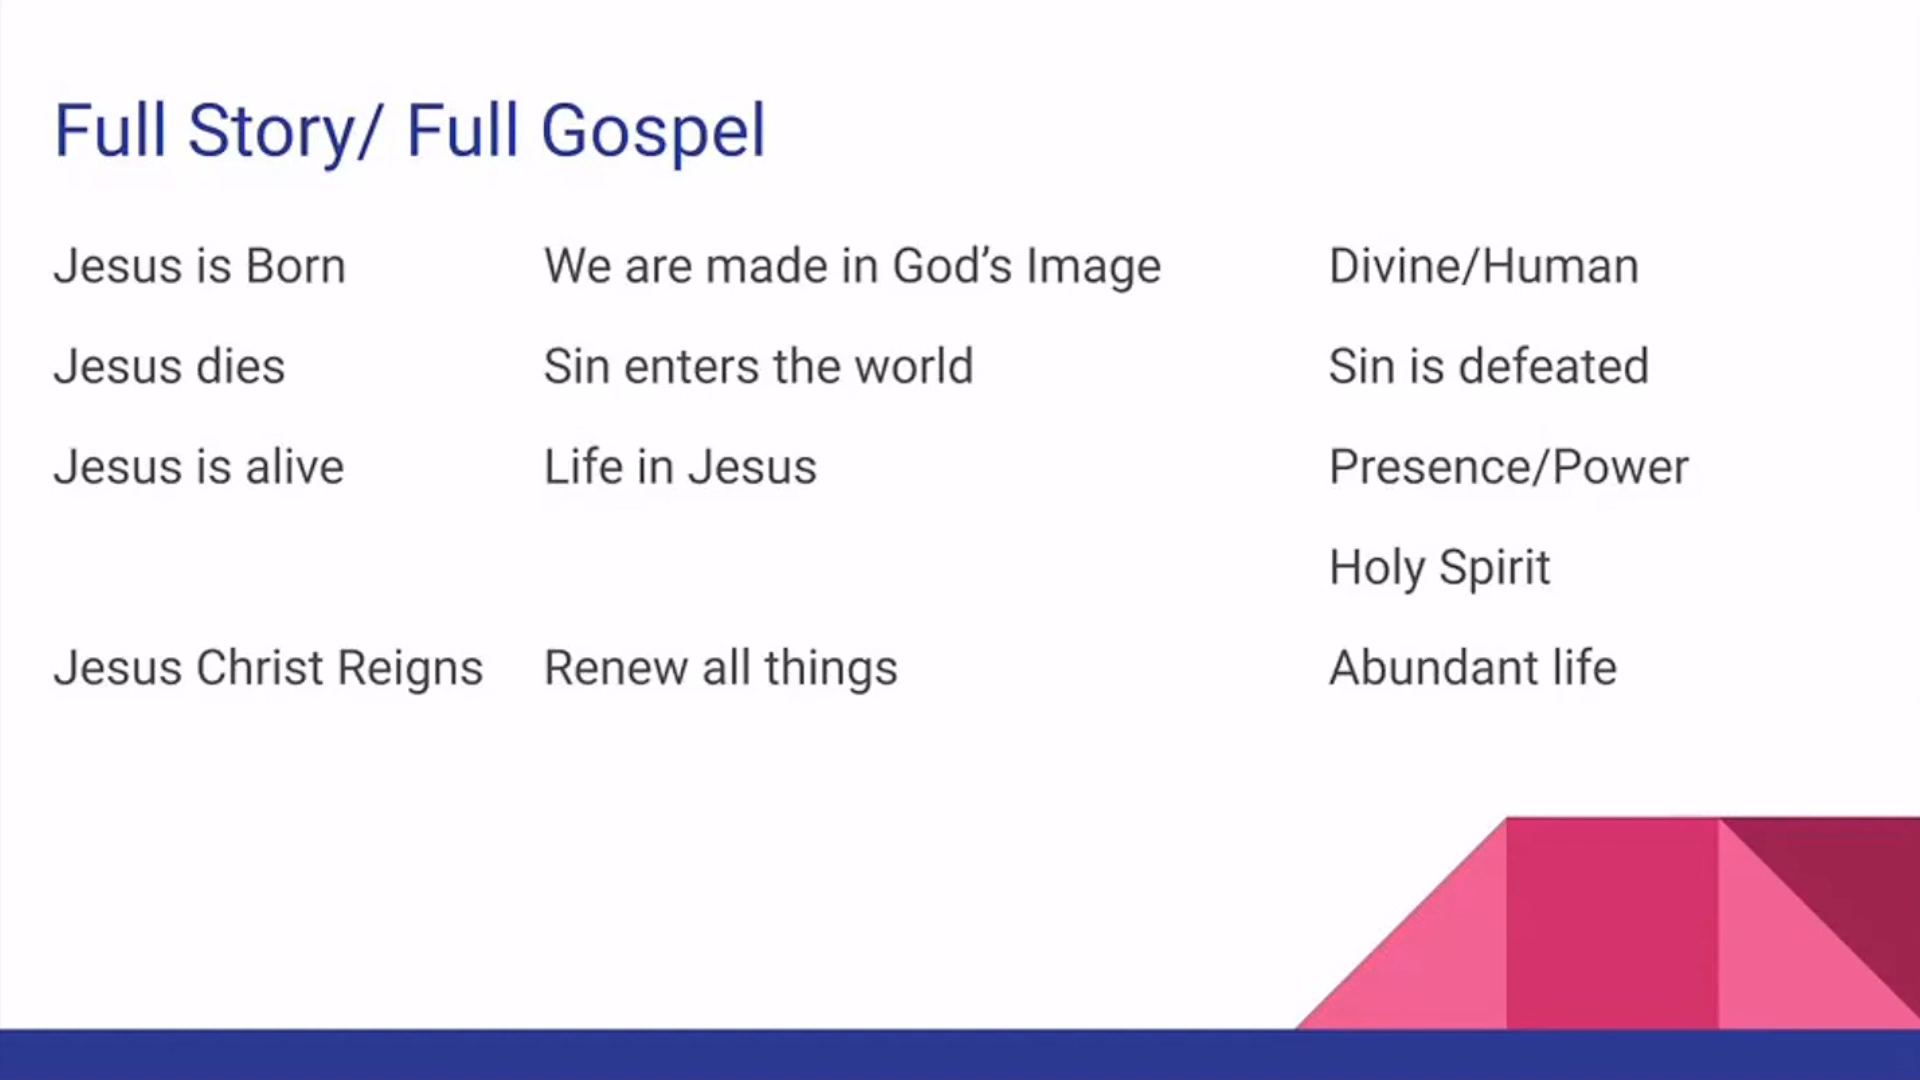 Full Story/ Full Gospel
Jesus is Born We are made in God’s Image Divine/Human
Jesus dies Sin enters the world Sin is defeated
Jesus is alive Life in Jesus Presence/Power
Holy Spirit
Jesus Christ Reigns Renew all things Abundant life